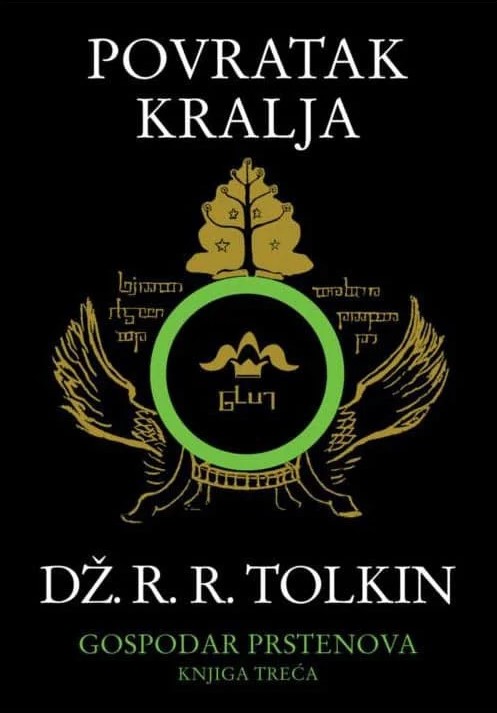 POVRATAK
KRALJA
DŽ. R. R. TOLKIN
GOSPODAR PRSTENOVA
KNJIGA TREĆA